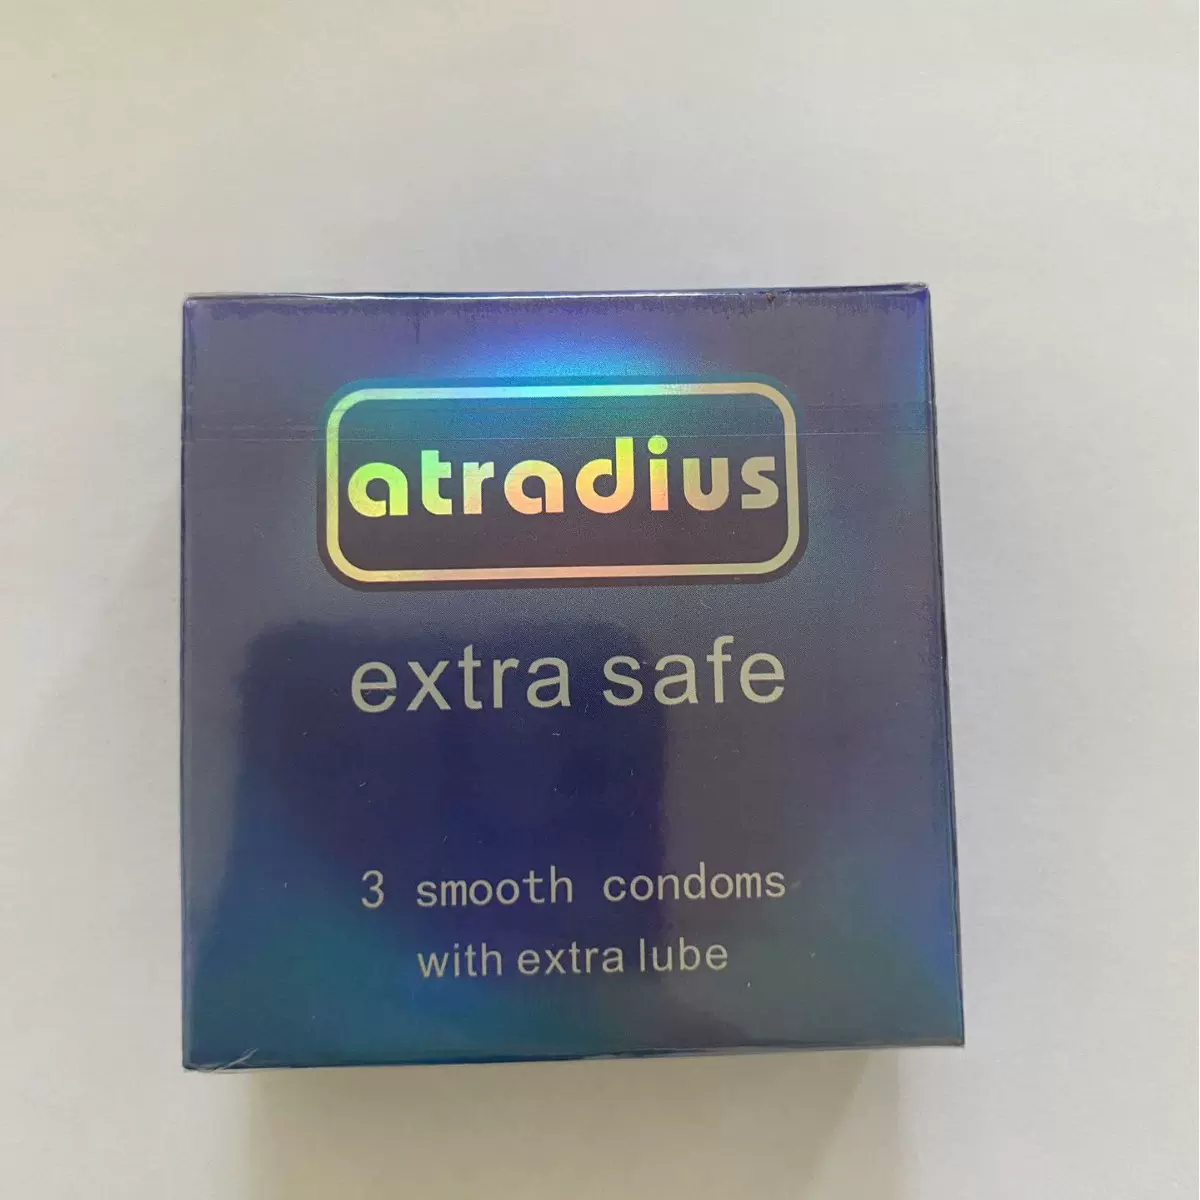 atradius
extra safe
3 smooth condoms
with extra lube